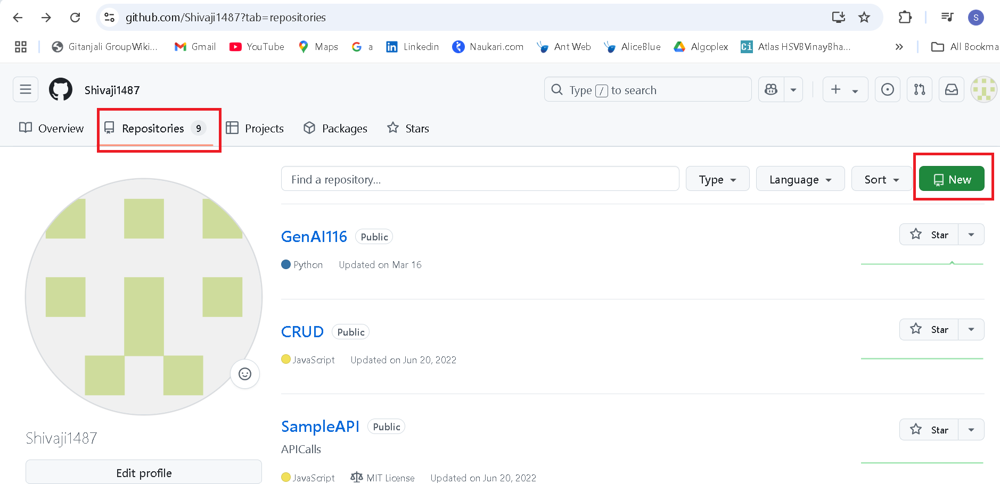 github.com/Shivaji1487?tab=repositories
S
Gitanjali GroupWiki...
Gmail
YouTube
Maps
a
Linkedin
Naukari.com
Ant Web
AliceBlue
Algoplex
Ci
Atlas HSVBVinayBha...
All Bookma
Shivaji1487
Type / to search
Overview
Repositories 9
Projects
Packages
Stars
Find a repository...
Type
Language
Sort
New
GenAI116 Public
Star
Python Updated on Mar 16
CRUD Public
Star
JavaScript Updated on Jun 20, 2022
SampleAPI Public
Star
APICalls
JavaScript MIT License Updated on Jun 20, 2022
Shivaji1487
Edit profile